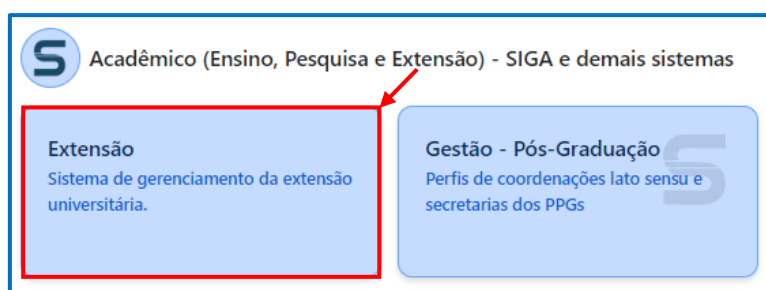 S Acadêmico (Ensino, Pesquisa e Extensão) - SIGA e demais sistemas
Extensão
Sistema de gerenciamento da extensão
universitária.
Gestão - Pós-Graduação
Perfis de coordenações lato sensu e
secretarias dos PPGs
S